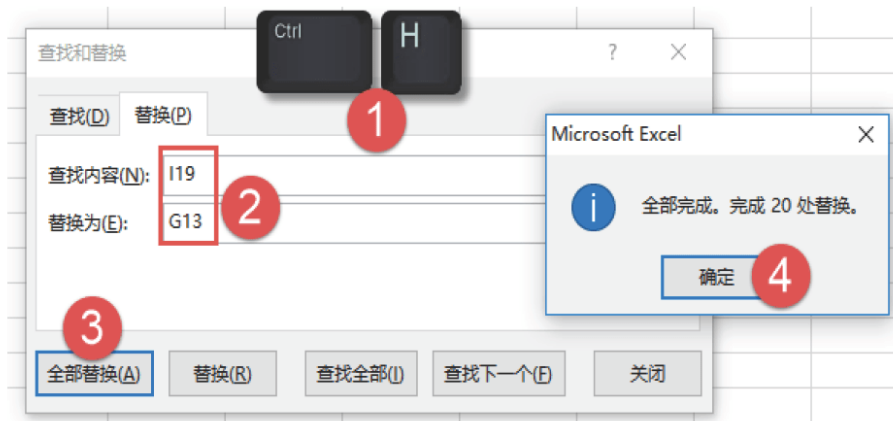 Ctrl
H
1
查找和替换
?
查找(D)
替换(P)
查找内容(N):
I19
替换为(E):
G13
2
3
全部替换(A)
替换(R)
查找全部(I)
查找下一个(F)
关闭
Microsoft Excel
i
全部完成。完成 20 处替换。
确定
4